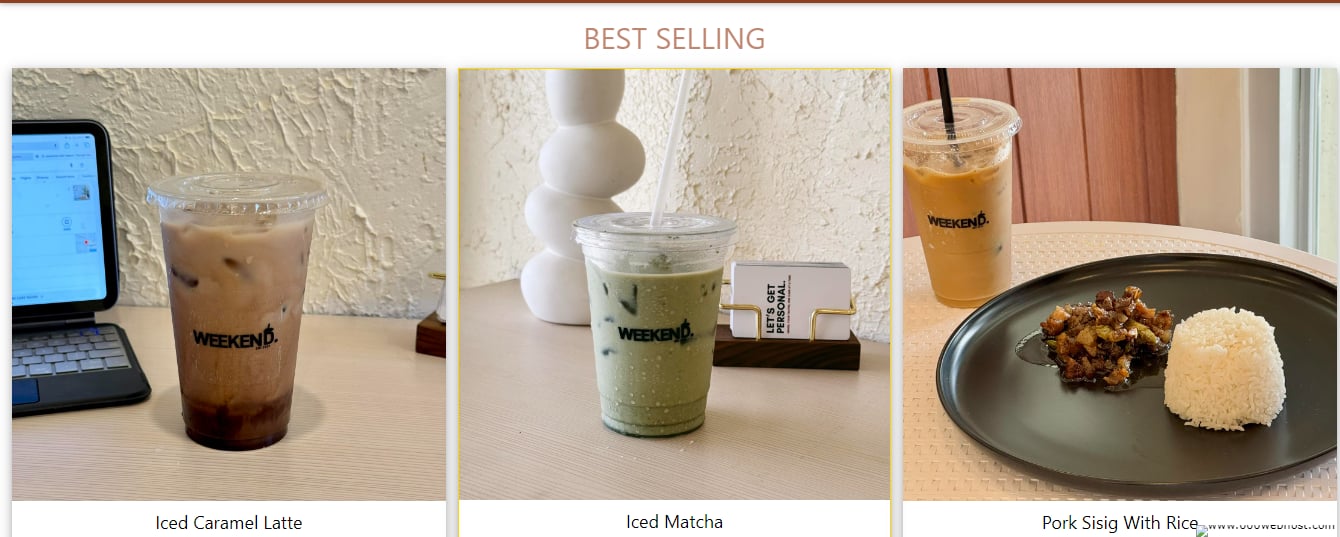 BEST SELLING
WEEKEND.
WEEKEND.
LET'S GET
PERSONAL.
WEEKEND.
Iced Caramel Latte
Iced Matcha
Pork Sisig With Rice
www.000webhost.com